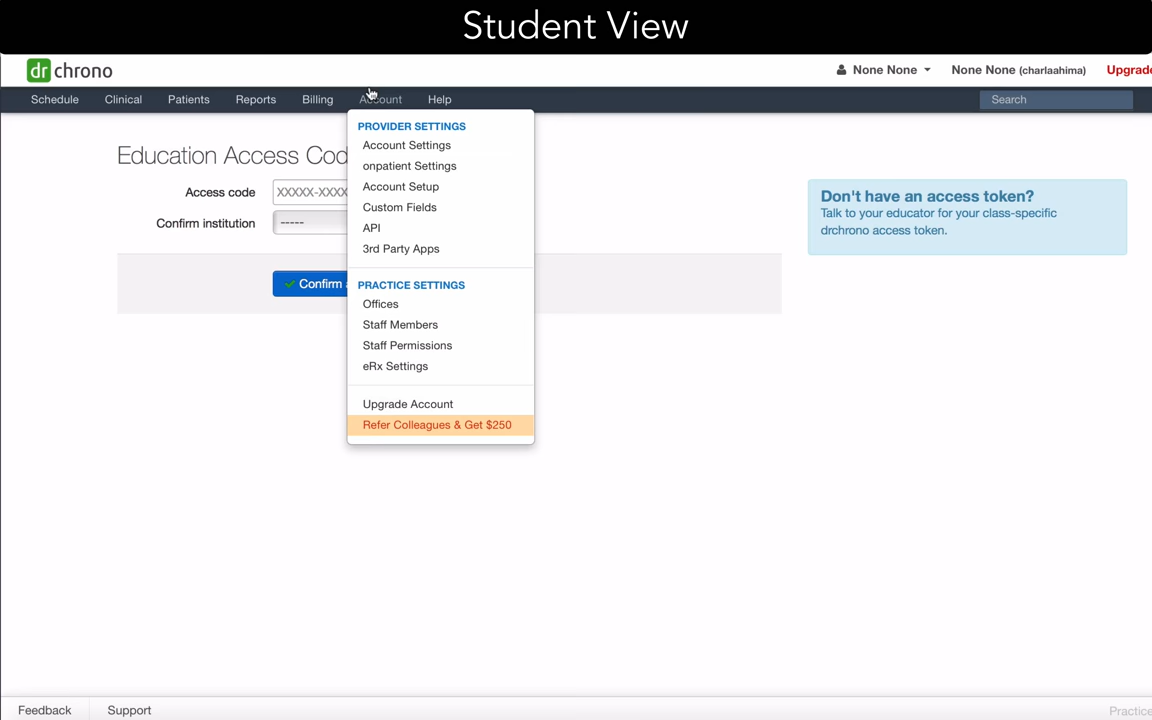 Student View
dr chrono
None None
None None (charlaahima)
Schedule
Clinical
Patients
Reports
Billing
Account
Help
Search
Education Access
Access code
XXXXX-XXXX
Confirm institution
-----
Confirm
PROVIDER SETTINGS
Account Settings
onpatient Settings
Account Setup
Custom Fields
API
3rd Party Apps
PRACTICE SETTINGS
Offices
Staff Members
Staff Permissions
eRx Settings
Upgrade Account
Refer Colleagues & Get $250
Don't have an access token?
Talk to your educator for your class-specific
drchrono access token.
Feedback
Support
Practice